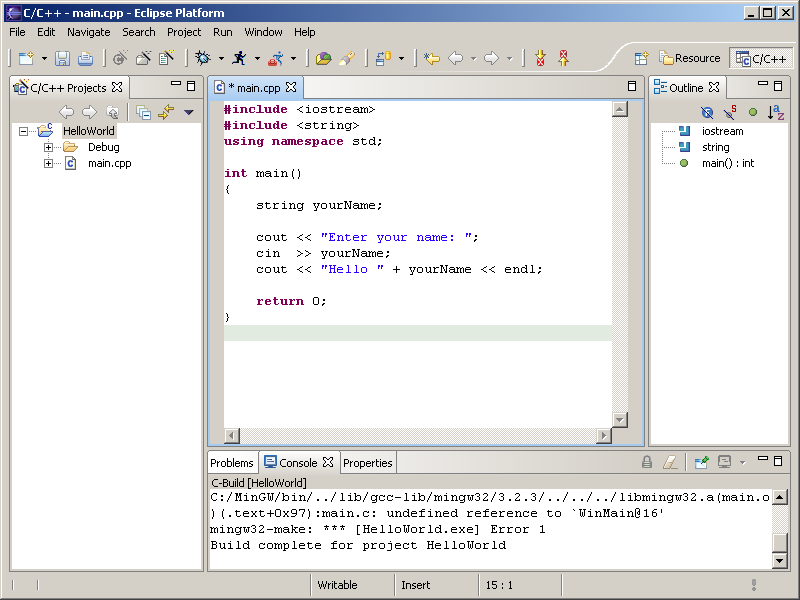 C/C++ - main.cpp - Eclipse Platform
File Edit Navigate Search Project Run Window Help
Resource C/C++
C/C++ Projects
HelloWorld
Debug
main.cpp
* main.cpp
#include <iostream>
#include <string>
using namespace std;
int main()
{
string yourName;
cout << "Enter your name: ";
cin  >> yourName;
cout << "Hello " + yourName << endl;
return 0;
}
Outline
iostream
string
main() : int
Problems Console Properties
C-Build [HelloWorld]
C:/MinGW/bin/../lib/gcc-lib/mingw32/3.2.3/../../../libmingw32.a(main.o
)(.text+0x97):main.c: undefined reference to `WinMain@16'
mingw32-make: *** [HelloWorld.exe] Error 1
Build complete for project HelloWorld
Writable Insert 15 : 1